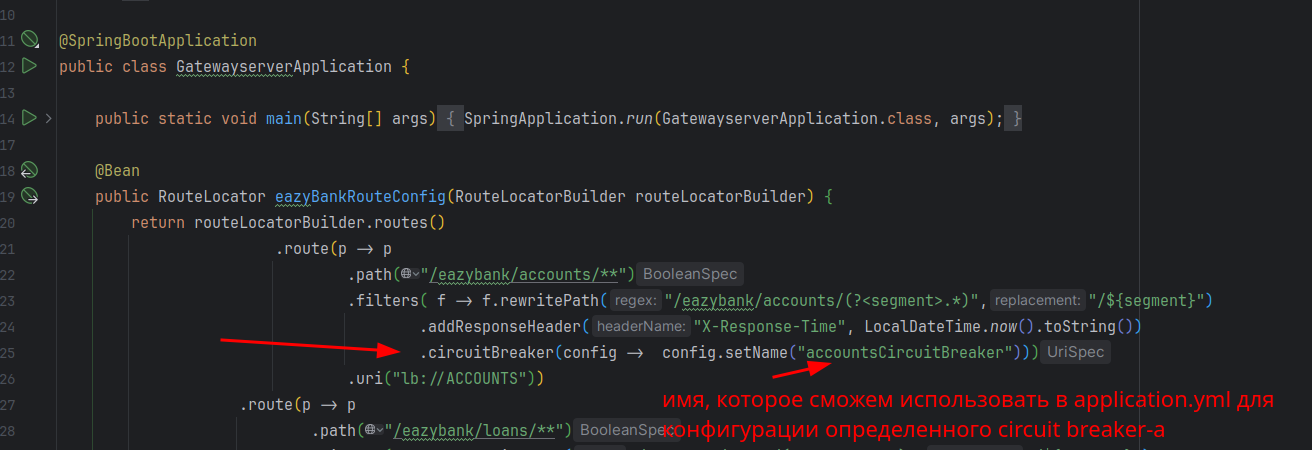 10
11 @SpringBootApplication
12 public class GatewayserverApplication {
13
14 public static void main(String[] args) { SpringApplication.run(GatewayserverApplication.class, args); }
17
18 @Bean
19 public RouteLocator eazyBankRouteConfig(RouteLocatorBuilder routeLocatorBuilder) {
20 return routeLocatorBuilder.routes()
21 .route(p → p
22 .path("/eazybank/accounts/**") BooleanSpec
23 .filters( f → f.rewritePath( regex: "/eazybank/accounts/(?<segment>.*)", replacement: "/${segment}")
24 .addResponseHeader( headerName: "X-Response-Time", LocalDateTime.now().toString())
25 .circuitBreaker(config → config.setName("accountsCircuitBreaker"))) UriSpec
26 .uri("lb://ACCOUNTS"))
27 .route(p → p
имя, которое сможем использовать в application.yml для
28 .path("/eazybank/loans/**") BooleanSpec
конфигурации определенного circuit breaker-а